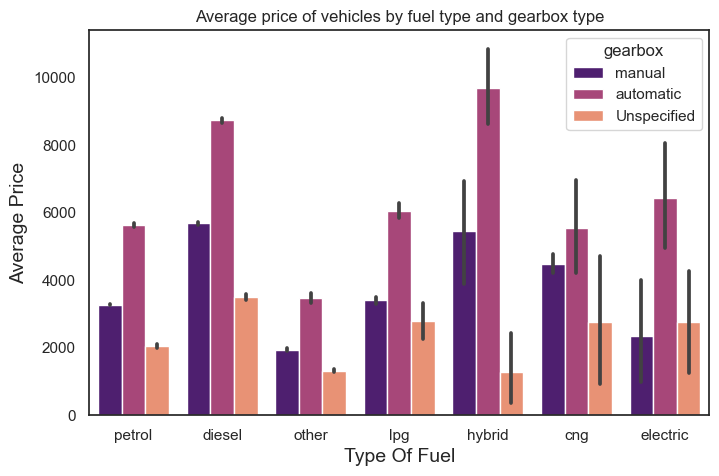 Average price of vehicles by fuel type and gearbox type
gearbox
manual
automatic
Unspecified
Average Price
10000
8000
6000
4000
2000
0
petrol diesel other lpg hybrid cng electric
Type Of Fuel